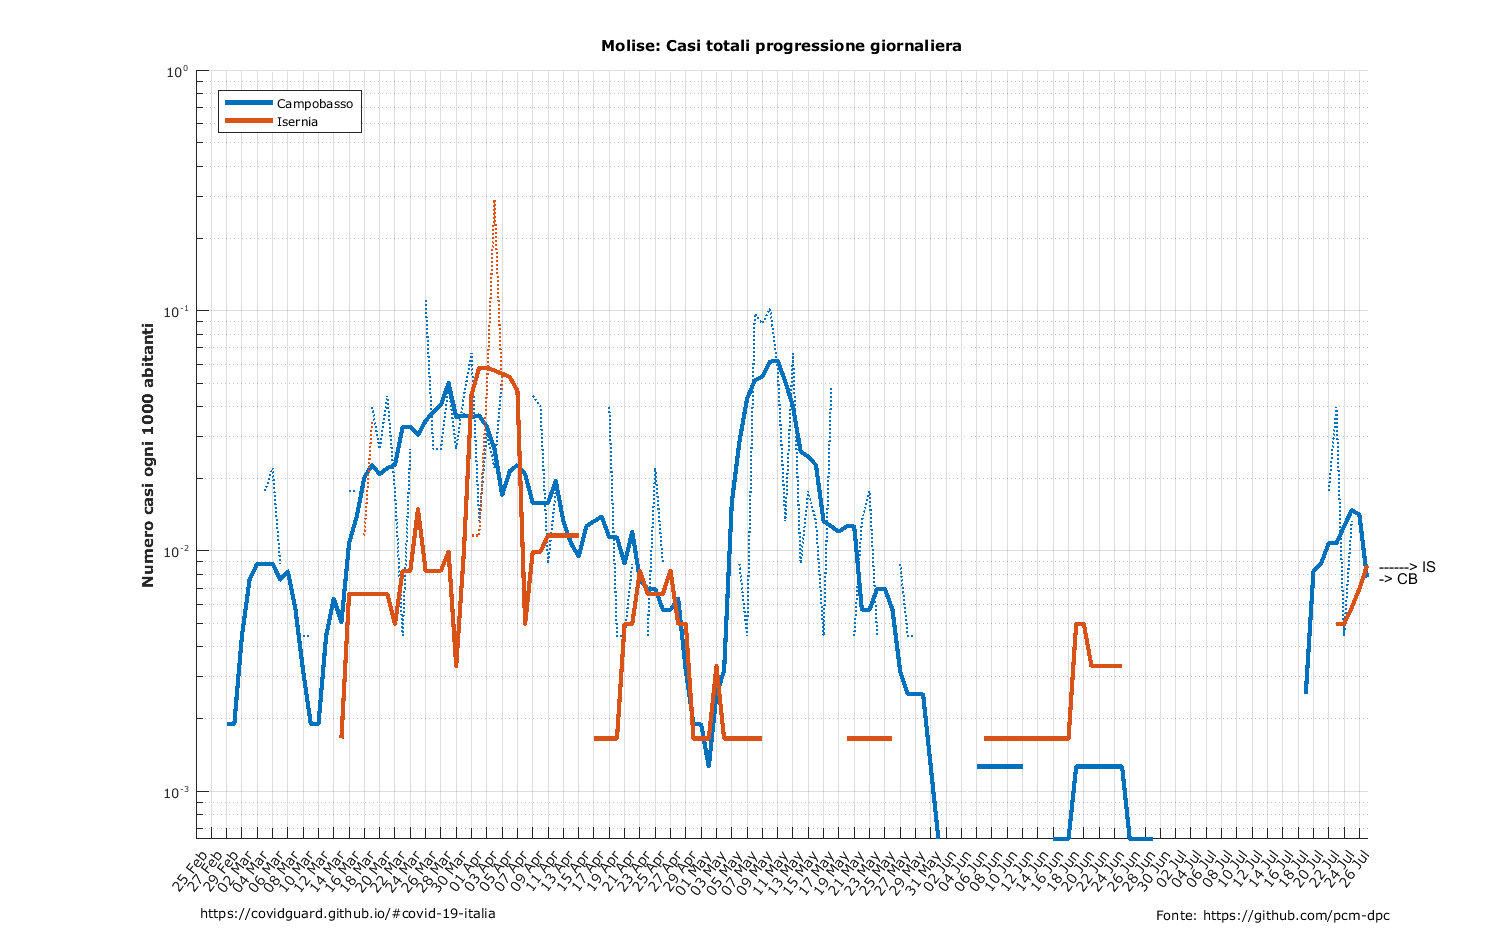 Molise: Casi totali progressione giornaliera
Numero casi ogni 1000 abitanti
10⁰
10⁻¹
10⁻²
10⁻³
Campobasso
Isernia
------> IS
-> CB
25 Feb
27 Feb
29 Feb
02 Mar
04 Mar
06 Mar
08 Mar
10 Mar
12 Mar
14 Mar
16 Mar
18 Mar
20 Mar
22 Mar
24 Mar
26 Mar
28 Mar
30 Mar
01 Apr
03 Apr
05 Apr
07 Apr
09 Apr
11 Apr
13 Apr
15 Apr
17 Apr
19 Apr
21 Apr
23 Apr
25 Apr
27 Apr
29 Apr
01 May
03 May
05 May
07 May
09 May
11 May
13 May
15 May
17 May
19 May
21 May
23 May
25 May
27 May
29 May
31 May
02 Jun
04 Jun
06 Jun
08 Jun
10 Jun
12 Jun
14 Jun
16 Jun
18 Jun
20 Jun
22 Jun
24 Jun
26 Jun
28 Jun
30 Jun
02 Jul
04 Jul
06 Jul
08 Jul
10 Jul
12 Jul
14 Jul
16 Jul
18 Jul
20 Jul
22 Jul
24 Jul
26 Jul
https://covidguard.github.io/#covid-19-italia
Fonte: https://github.com/pcm-dpc